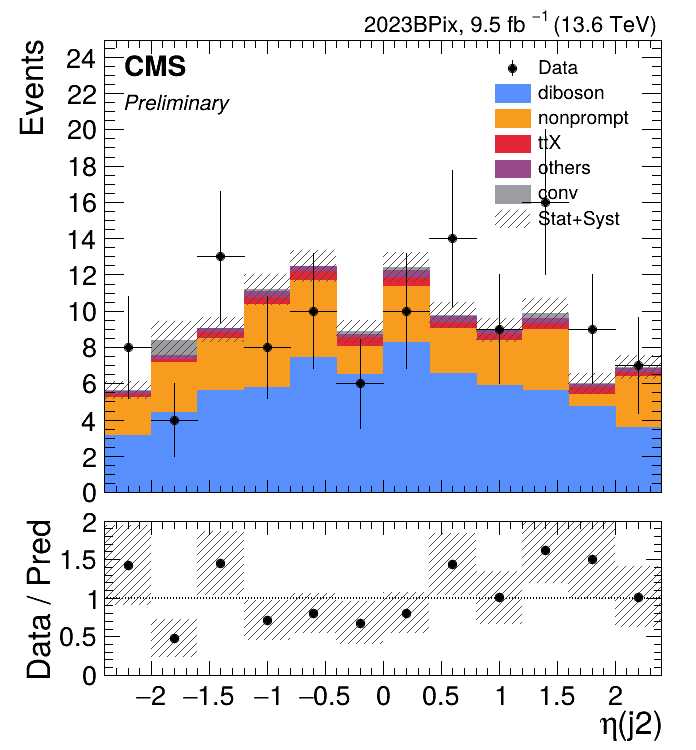 2023BPix, 9.5 fb⁻¹ (13.6 TeV)
Events
CMS
Preliminary
Data
diboson
nonprompt
ttX
others
conv
Stat+Syst
24
22
20
18
16
14
12
10
8
6
4
2
0
Data / Pred
2
1.5
1
0.5
0
−2 −1.5 −1 −0.5 0 0.5 1 1.5 2
η(j2)